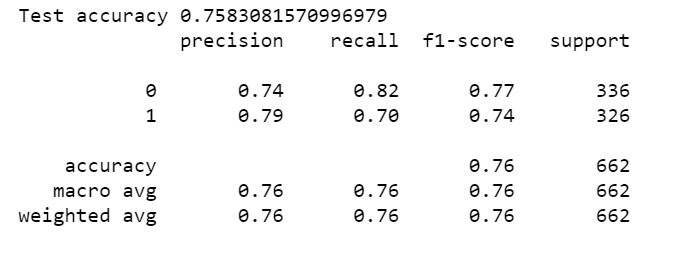 Test accuracy 0.7583081570996979
precision recall f1-score support
0 0.74 0.82 0.77 336
1 0.79 0.70 0.74 326
accuracy 0.76 662
macro avg 0.76 0.76 0.76 662
weighted avg 0.76 0.76 0.76 662